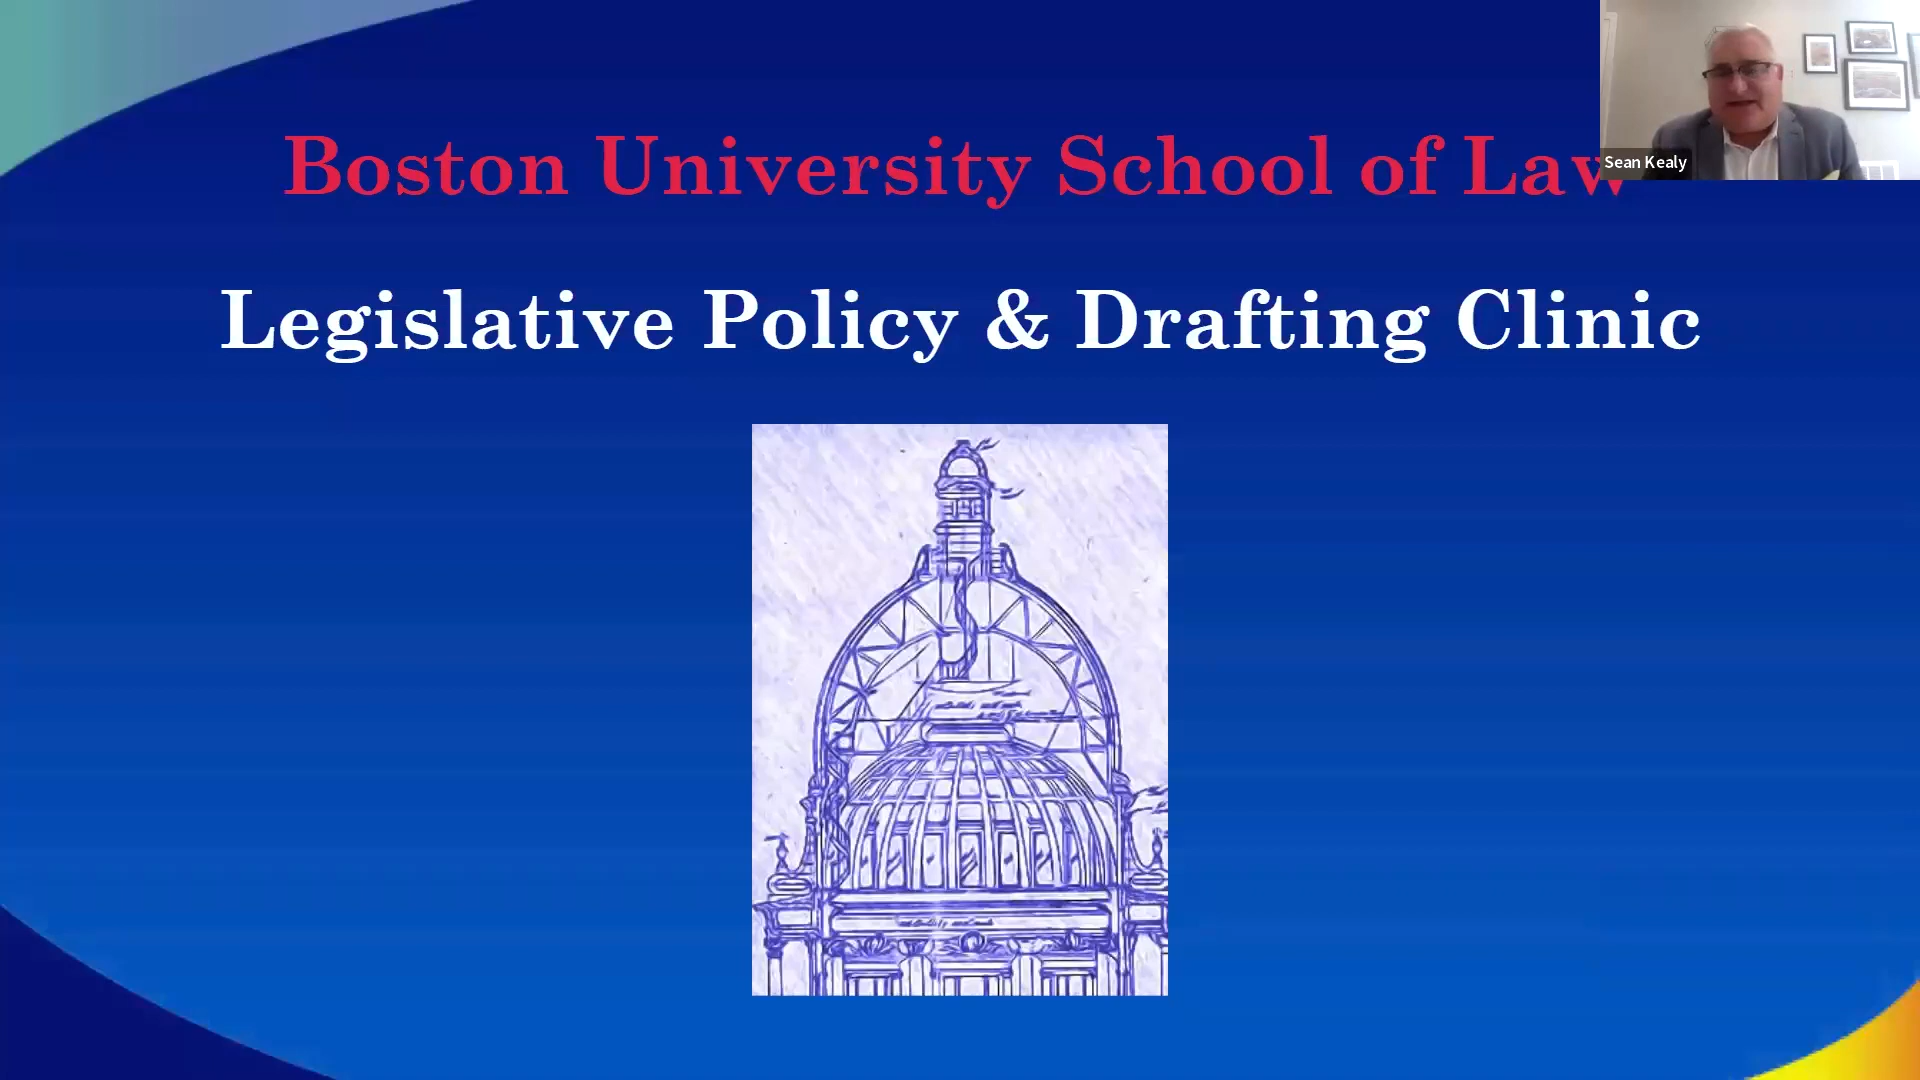 Boston University School of Law
Sean Kealy
Legislative Policy & Drafting Clinic